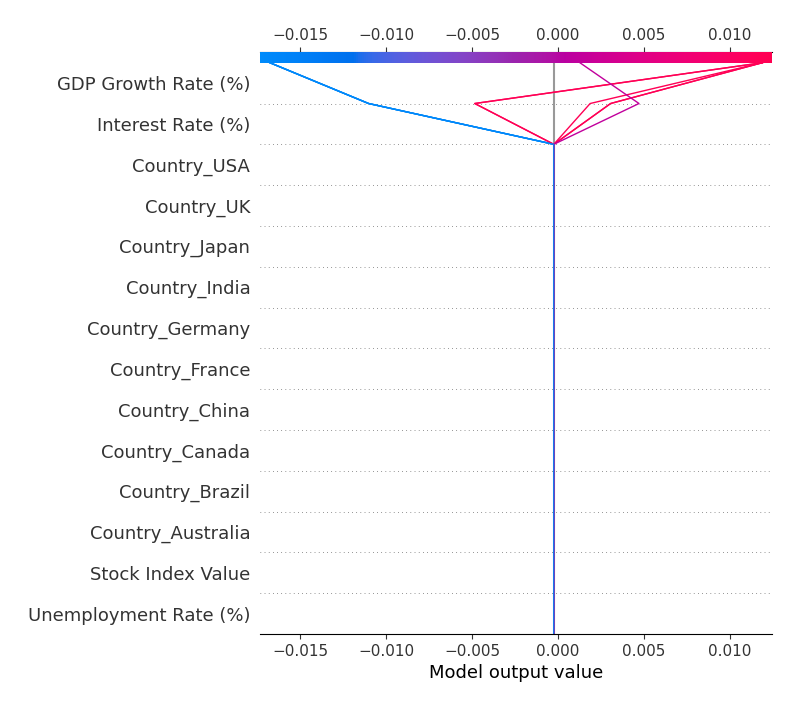 −0.015 −0.010 −0.005 0.000 0.005 0.010
GDP Growth Rate (%)
Interest Rate (%)
Country_USA
Country_UK
Country_Japan
Country_India
Country_Germany
Country_France
Country_China
Country_Canada
Country_Brazil
Country_Australia
Stock Index Value
Unemployment Rate (%)
−0.015 −0.010 −0.005 0.000 0.005 0.010
Model output value